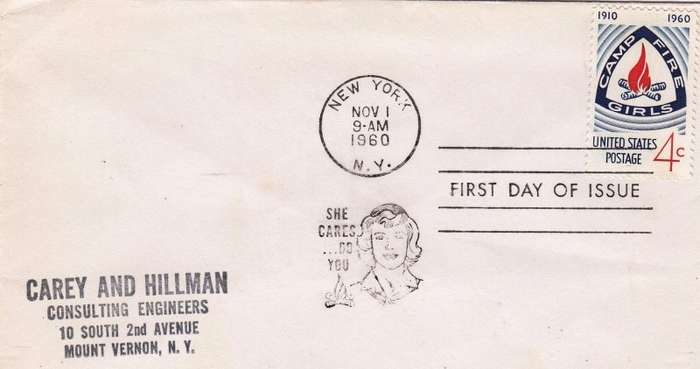 1910 1960
CAMP FIRE GIRLS
UNITED STATES
POSTAGE 4c
NEW YORK
NOV 1
9-AM
1960
N.Y.
FIRST DAY OF ISSUE
SHE
CARES
...DO
YOU
CAREY AND HILLMAN
CONSULTING ENGINEERS
10 SOUTH 2nd AVENUE
MOUNT VERNON, N. Y.